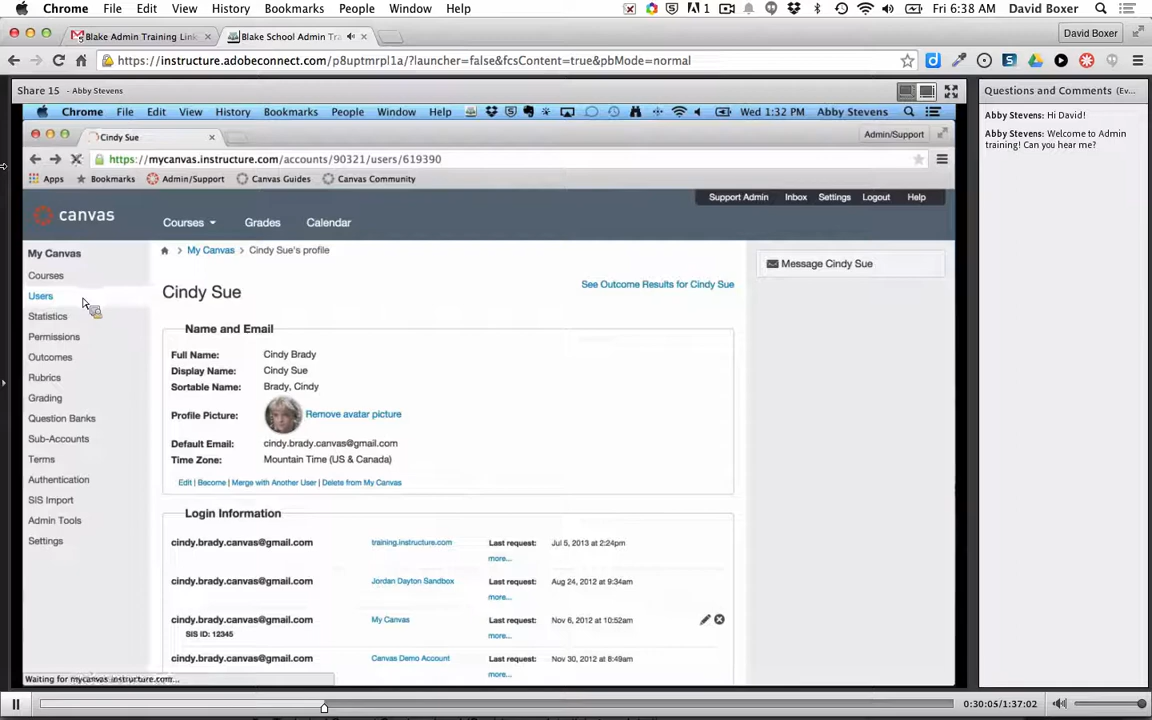 Chrome File Edit View History Bookmarks People Window Help 1 Fri 6:38 AM David Boxer
Blake Admin Training Link Blake School Admin Tra David Boxer
https://instructure.adobeconnect.com/p8uptmrpl1a/?launcher=false&fcsContent=true&pbMode=normal
Share 15 - Abby Stevens
Questions and Comments (Ev...
Chrome File Edit View History Bookmarks People Window Help Wed 1:32 PM Abby Stevens
Abby Stevens: Hi David!
Abby Stevens: Welcome to Admin
training! Can you hear me?
Cindy Sue Admin/Support
https://mycanvas.instructure.com/accounts/90321/users/619390
Apps Bookmarks Admin/Support Canvas Guides Canvas Community
Support Admin Inbox Settings Logout Help
canvas Courses Grades Calendar
My Canvas
Courses
Users
Statistics
Permissions
Outcomes
Rubrics
Grading
Question Banks
Sub-Accounts
Terms
Authentication
SIS Import
Admin Tools
Settings
My Canvas > Cindy Sue's profile
Cindy Sue
See Outcome Results for Cindy Sue
Message Cindy Sue
Name and Email
Full Name: Cindy Brady
Display Name: Cindy Sue
Sortable Name: Brady, Cindy
Profile Picture: Remove avatar picture
Default Email: cindy.brady.canvas@gmail.com
Time Zone: Mountain Time (US & Canada)
Edit | Become | Merge with Another User | Delete from My Canvas
Login Information
cindy.brady.canvas@gmail.com training.instructure.com Last request: Jul 5, 2013 at 2:24pm
more...
cindy.brady.canvas@gmail.com Jordan Dayton Sandbox Last request: Aug 24, 2012 at 9:34am
more...
cindy.brady.canvas@gmail.com My Canvas Last request: Nov 6, 2012 at 10:52am
SIS ID: 12345 more...
cindy.brady.canvas@gmail.com Canvas Demo Account Last request: Nov 30, 2012 at 8:49am
more...
Waiting for mycanvas.instructure.com...
0:30:05/1:37:02